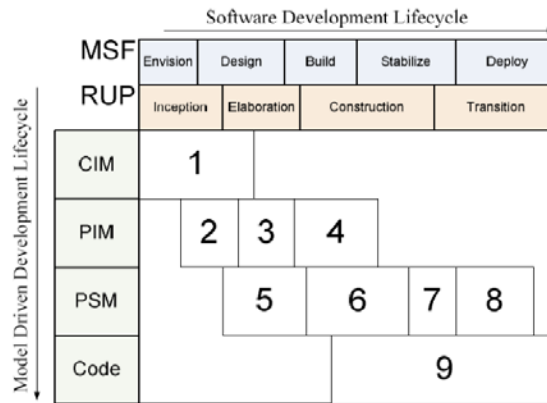 Software Development Lifecycle
MSF Envision Design Build Stabilize Deploy
RUP Inception Elaboration Construction Transition
Model Driven Development Lifecycle
CIM 1
PIM 2 3 4
PSM 5 6 7 8
Code 9